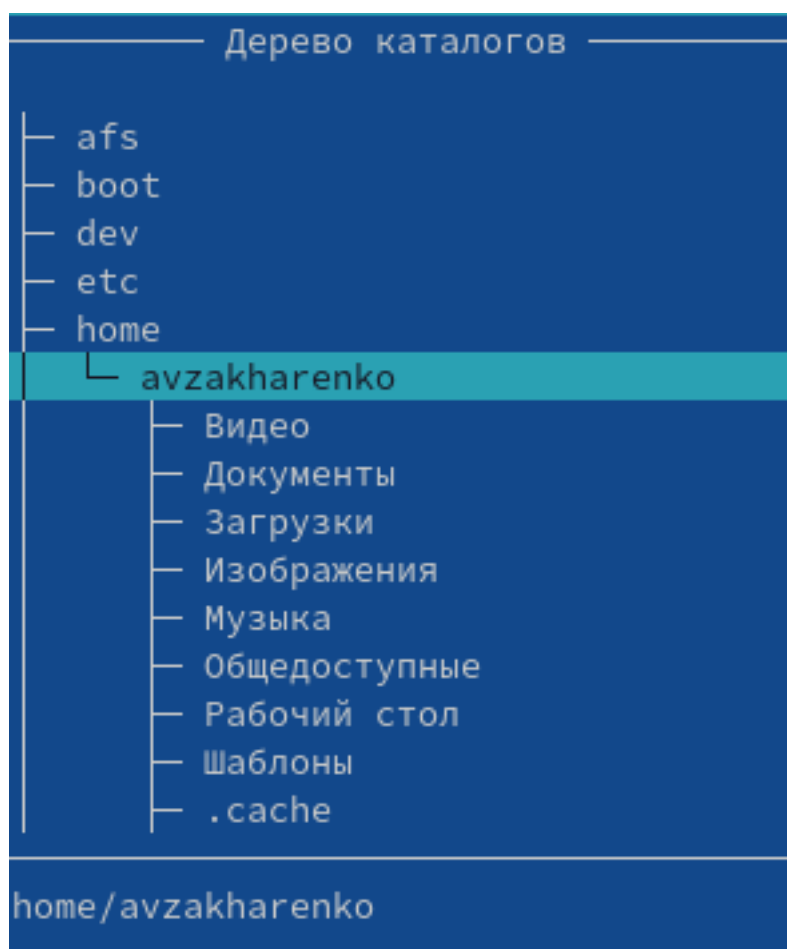 Дерево каталогов
afs
boot
dev
etc
home
avzakharenko
Видео
Документы
Загрузки
Изображения
Музыка
Общедоступные
Рабочий стол
Шаблоны
.cache
home/avzakharenko